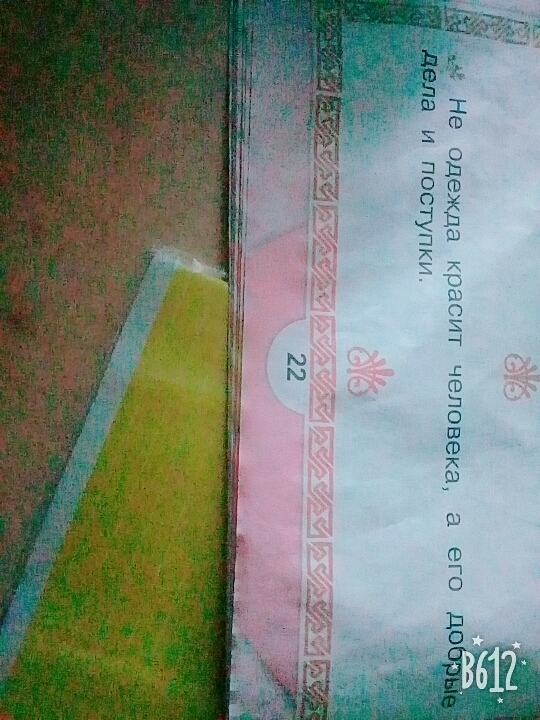 Не одежда красит человека, а его добрые
дела и поступки.
22
B612